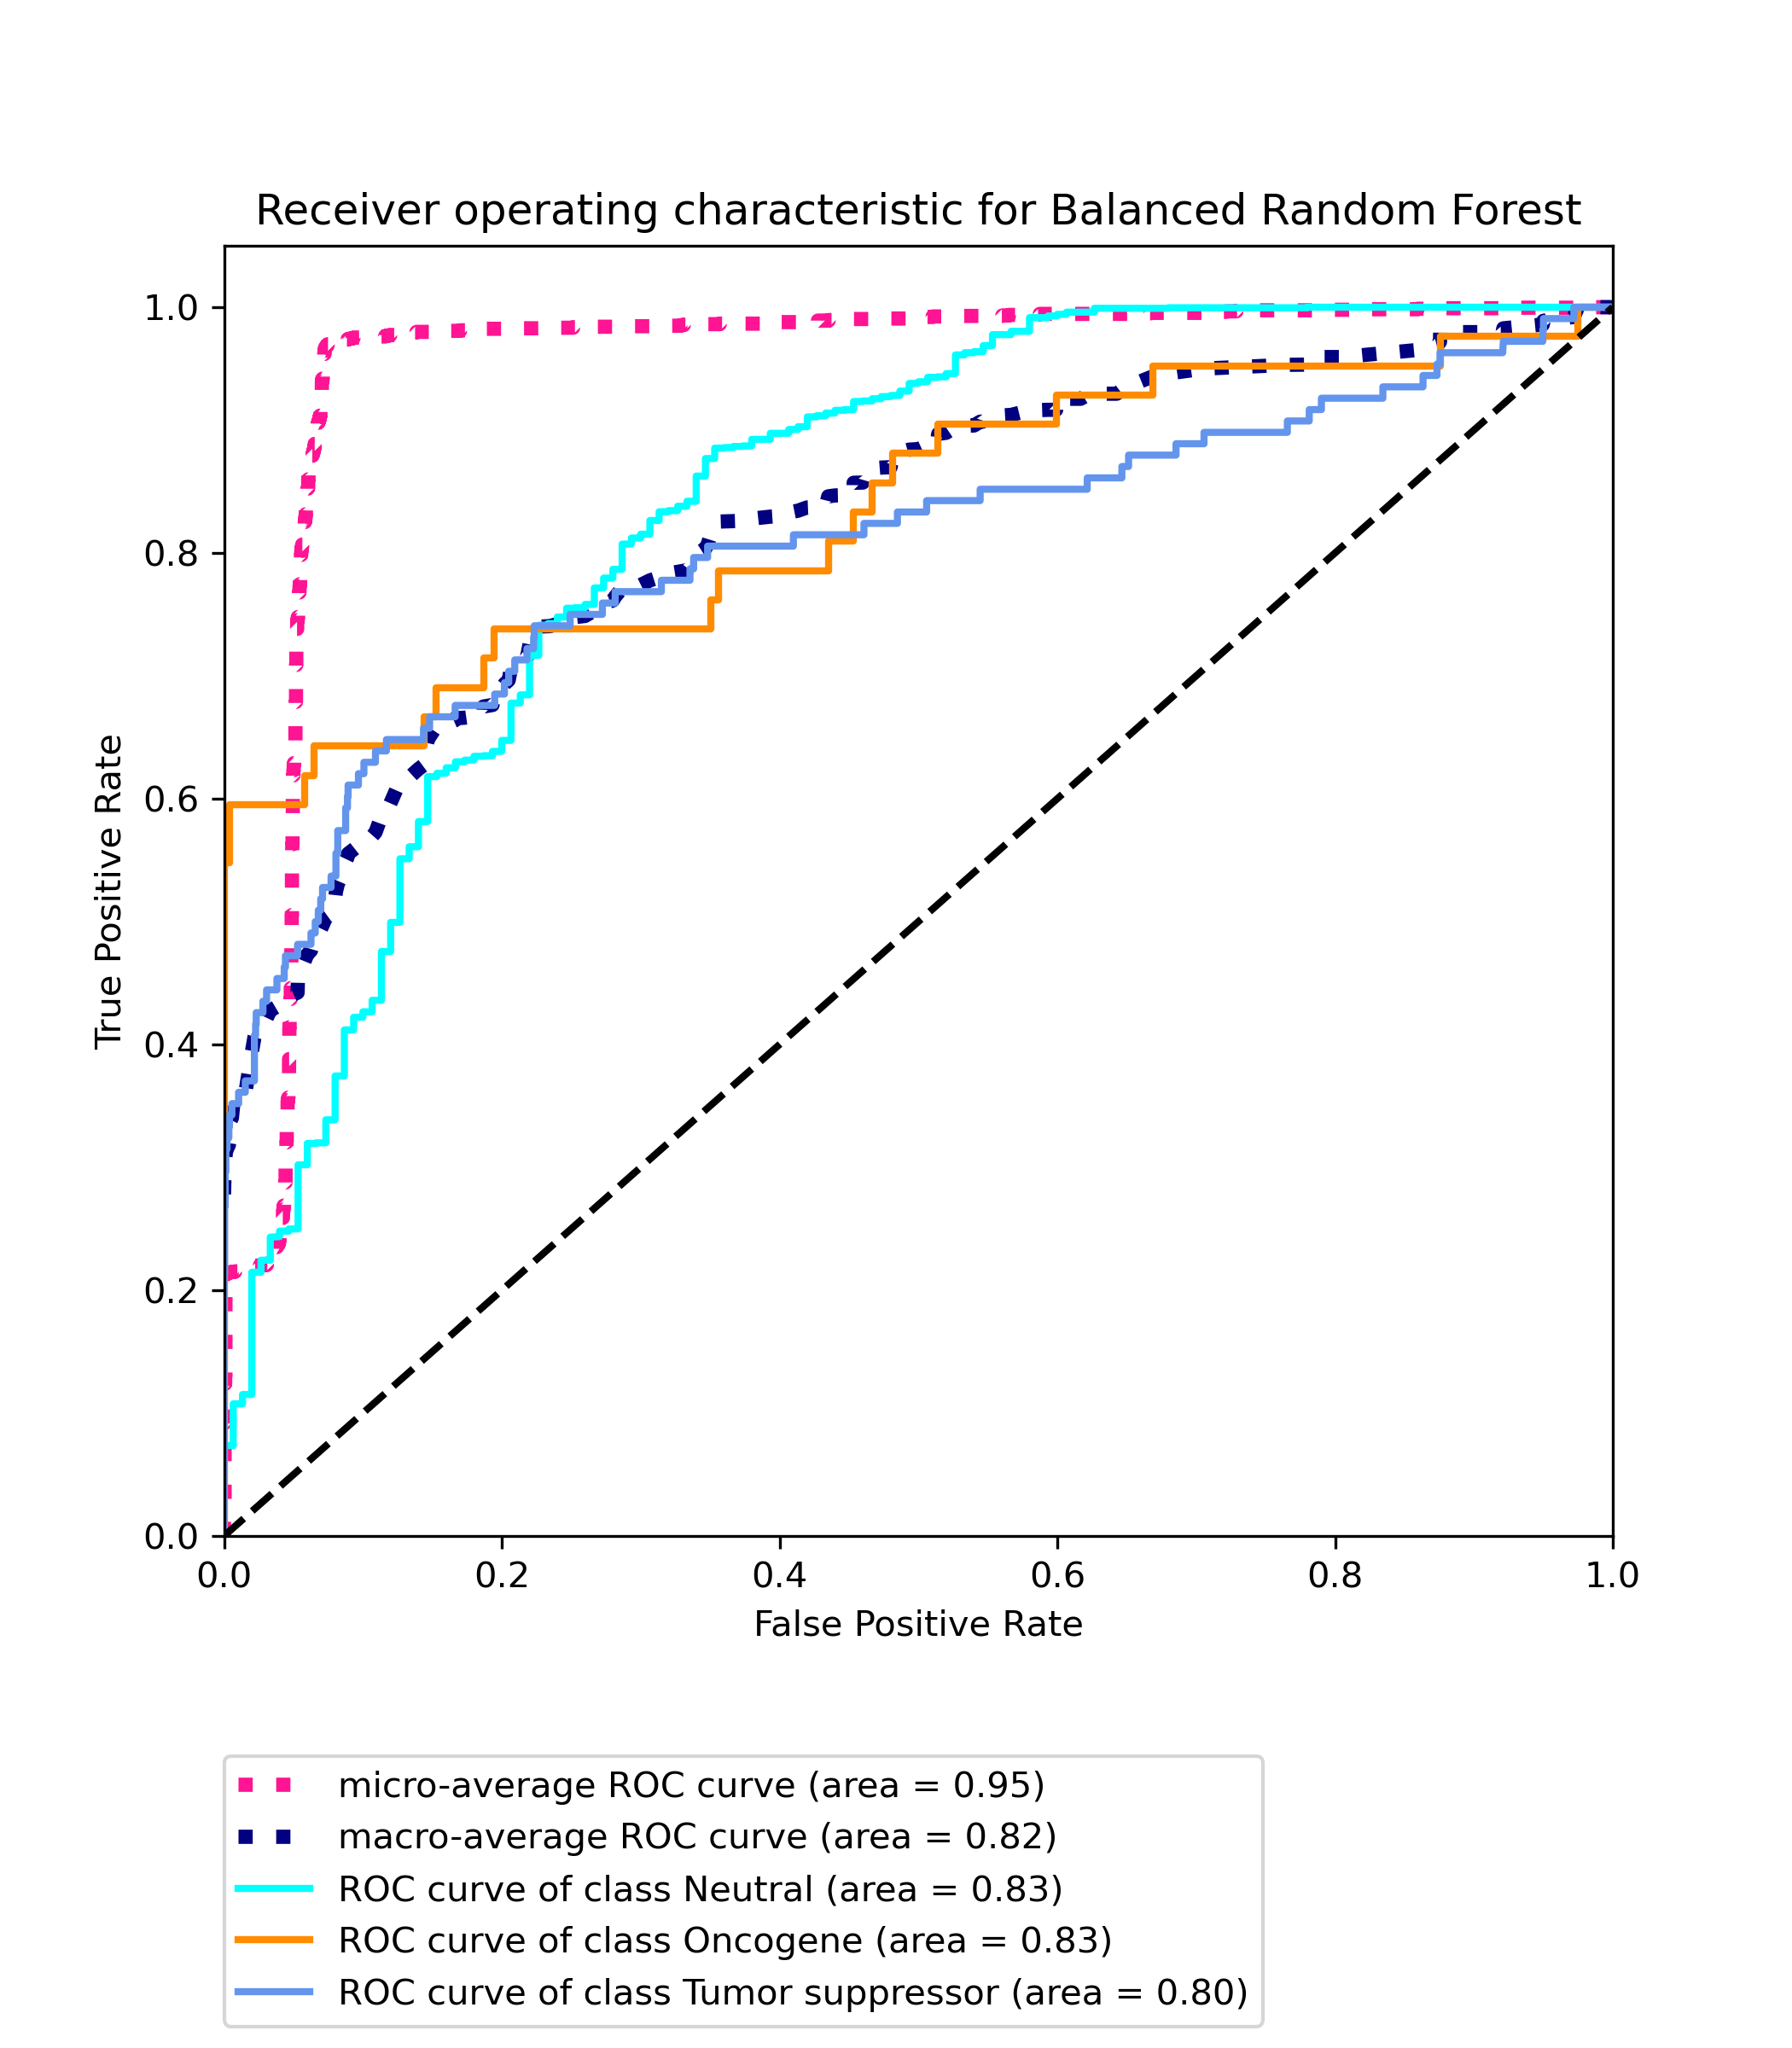 Receiver operating characteristic for Balanced Random Forest
1.0
0.8
0.6
0.4
0.2
0.0
True Positive Rate
0.0 0.2 0.4 0.6 0.8 1.0
False Positive Rate
micro-average ROC curve (area = 0.95)
macro-average ROC curve (area = 0.82)
ROC curve of class Neutral (area = 0.83)
ROC curve of class Oncogene (area = 0.83)
ROC curve of class Tumor suppressor (area = 0.80)